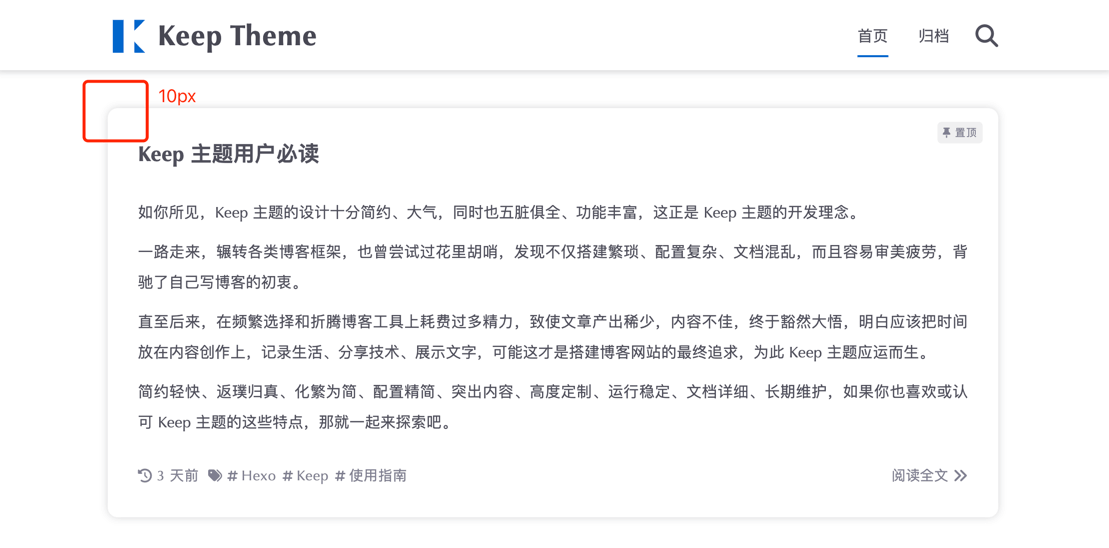 Keep Theme
首页 归档
10px
置顶
Keep 主题用户必读
如你所见，Keep 主题的设计十分简约、大气，同时也五脏俱全、功能丰富，这正是 Keep 主题的开发理念。
一路走来，辗转各类博客框架，也曾尝试过花里胡哨，发现不仅搭建繁琐、配置复杂、文档混乱，而且容易审美疲劳，背
驰了自己写博客的初衷。
直至后来，在频繁选择和折腾博客工具上耗费过多精力，致使文章产出稀少，内容不佳，终于豁然大悟，明白应该把时间
放在内容创作上，记录生活、分享技术、展示文字，可能这才是搭建博客网站的最终追求，为此 Keep 主题应运而生。
简约轻快、返璞归真、化繁为简、配置精简、突出内容、高度定制、运行稳定、文档详细、长期维护，如果你也喜欢或认
可 Keep 主题的这些特点，那就一起来探索吧。
3 天前 # Hexo # Keep # 使用指南 阅读全文